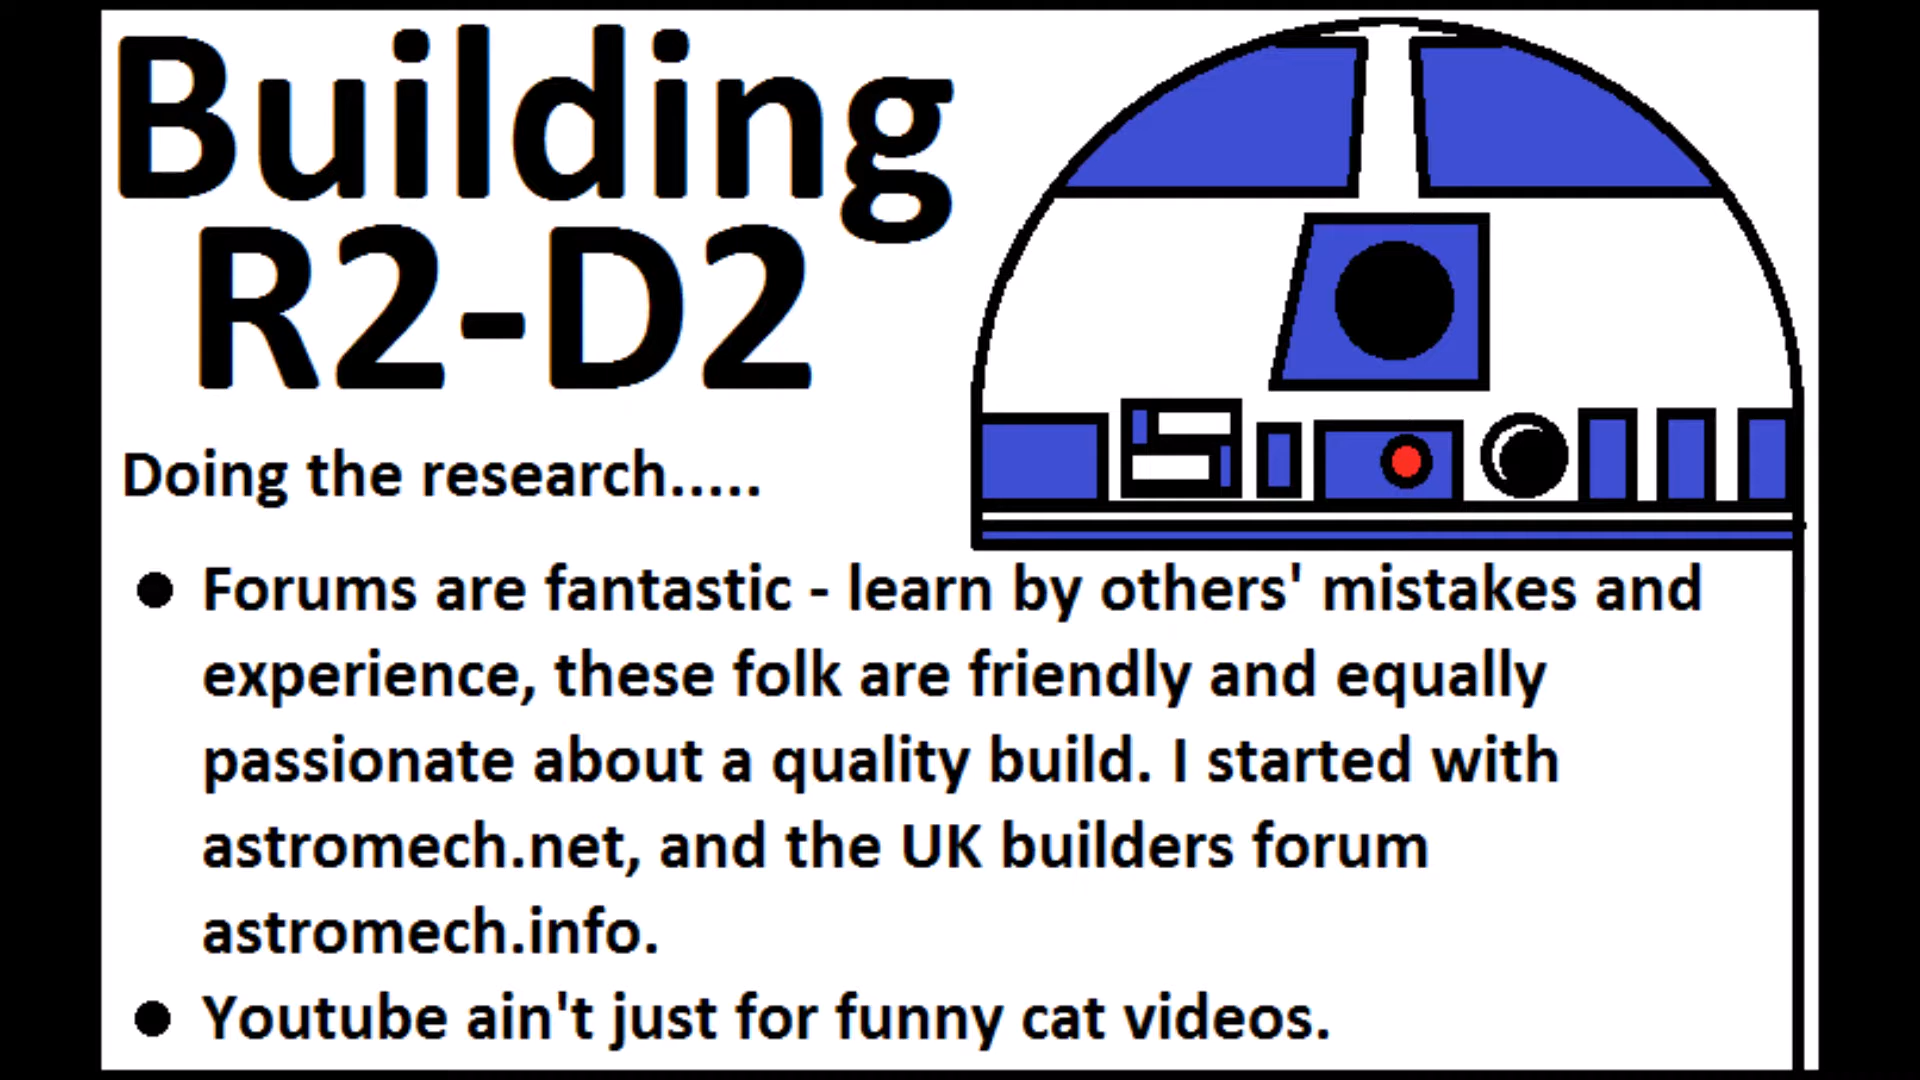 Building
R2-D2
Doing the research.....
● Forums are fantastic - learn by others' mistakes and
experience, these folk are friendly and equally
passionate about a quality build. I started with
astromech.net, and the UK builders forum
astromech.info.
● Youtube ain't just for funny cat videos.